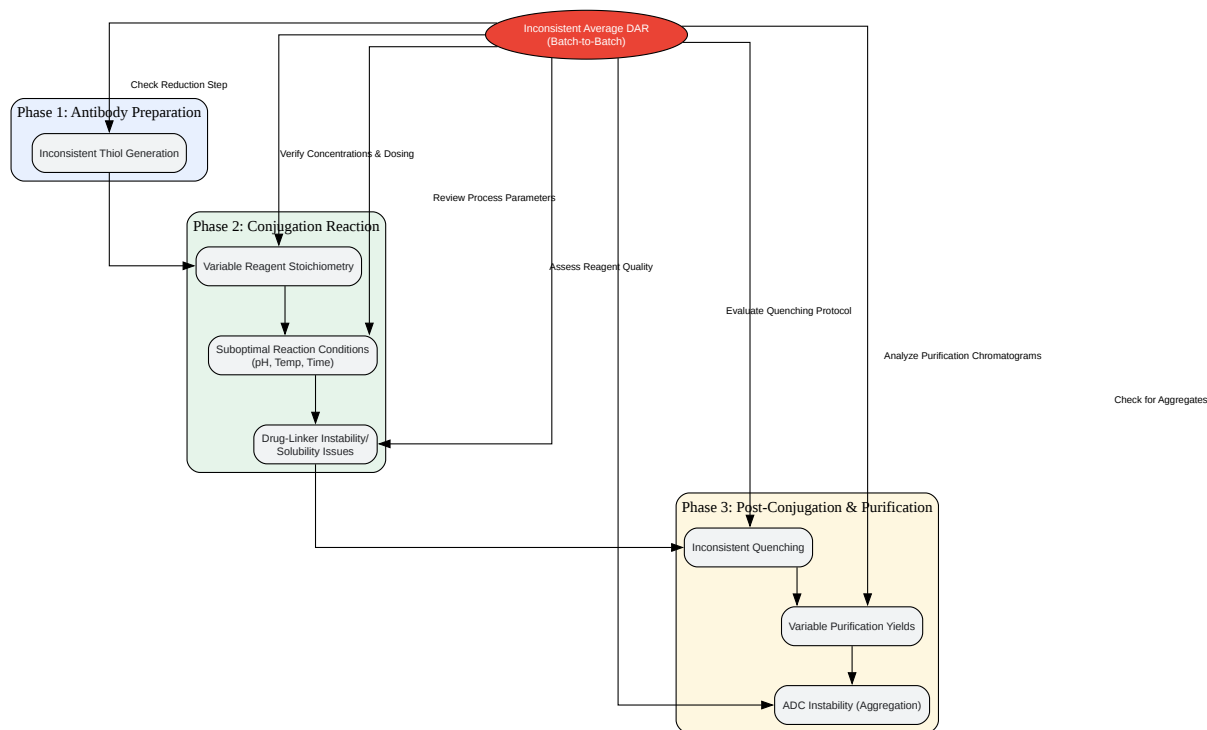 Inconsistent Average DAR
(Batch-to-Batch)
Check Reduction Step
Phase 1: Antibody Preparation
Inconsistent Thiol Generation
Verify Concentrations & Dosing
Review Process Parameters
Phase 2: Conjugation Reaction
Variable Reagent Stoichiometry
Assess Reagent Quality
Evaluate Quenching Protocol
Suboptimal Reaction Conditions
(pH, Temp, Time)
Analyze Purification Chromatograms
Check for Aggregates
Drug-Linker Instability/
Solubility Issues
Phase 3: Post-Conjugation & Purification
Inconsistent Quenching
Variable Purification Yields
ADC Instability (Aggregation)